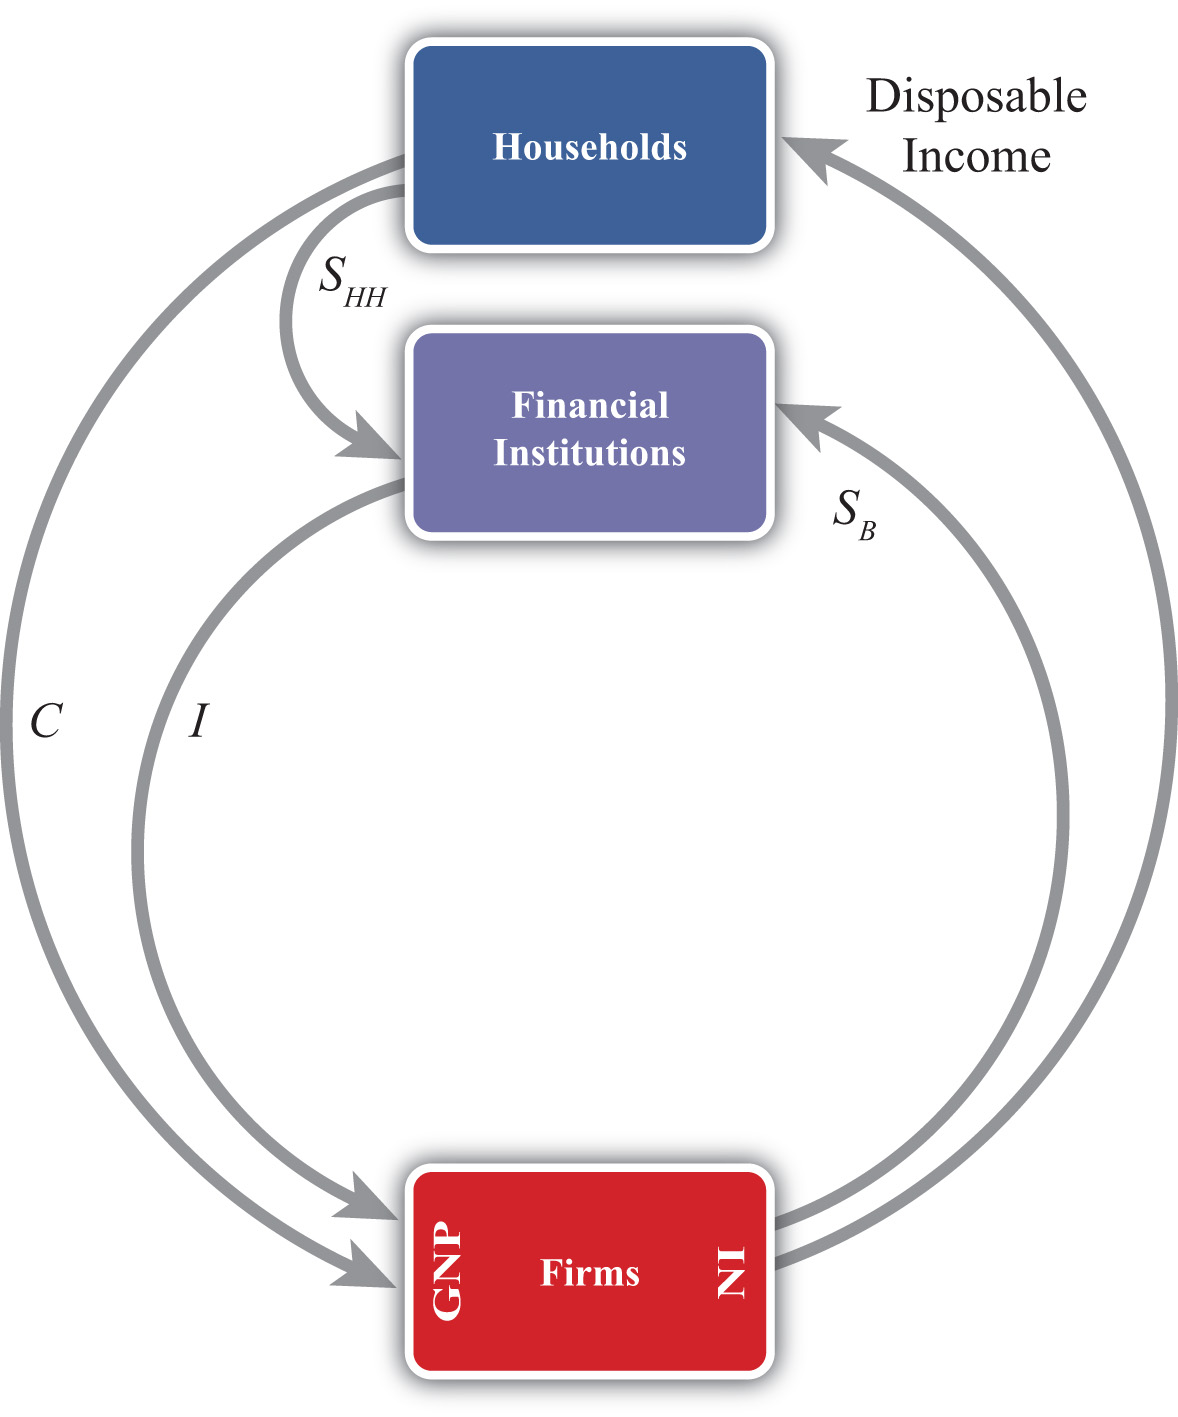 Households
Disposable
Income
S_HH
Financial
Institutions
S_B
C
I
GNP
Firms
NI